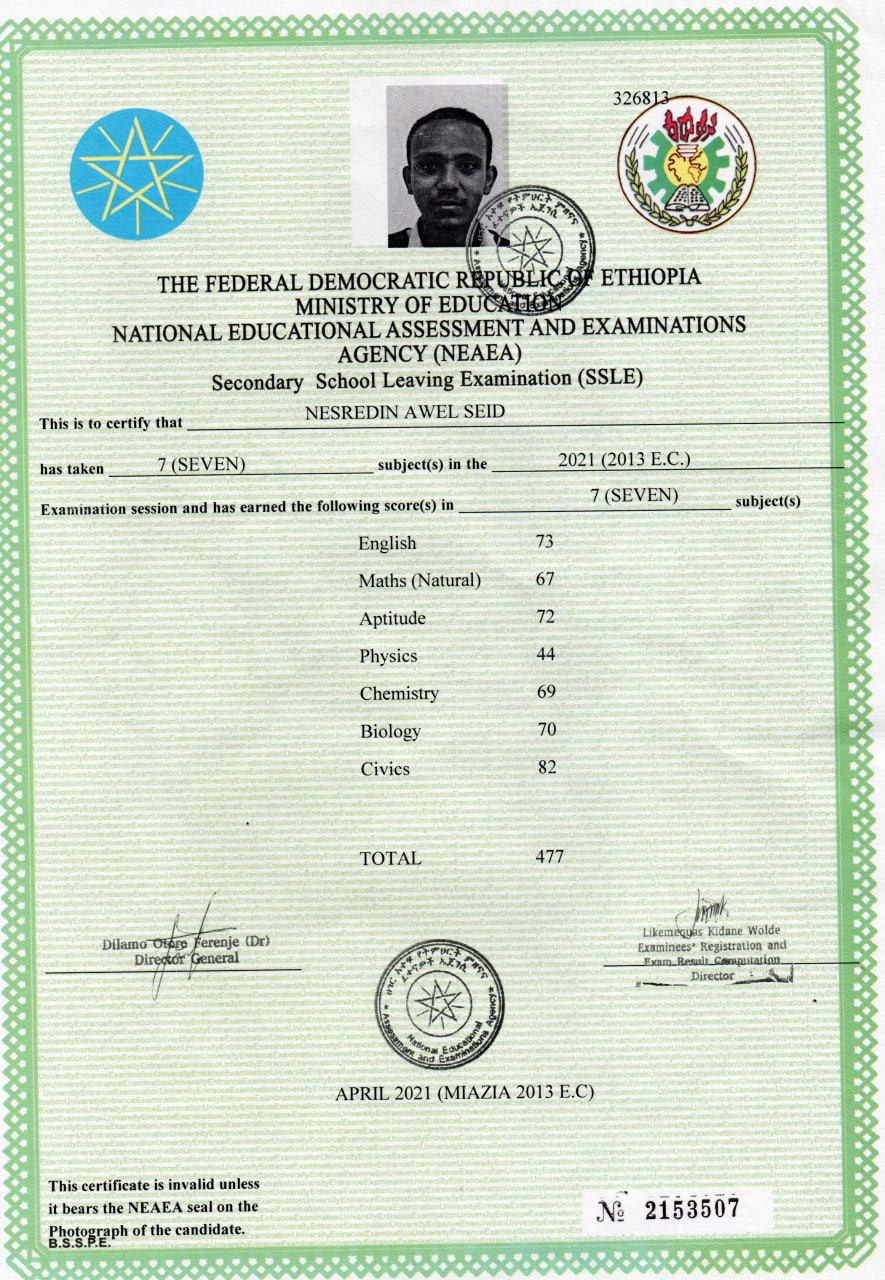 326813
THE FEDERAL DEMOCRATIC REPUBLIC OF ETHIOPIA
MINISTRY OF EDUCATION
NATIONAL EDUCATIONAL ASSESSMENT AND EXAMINATIONS
AGENCY (NEAEA)
Secondary School Leaving Examination (SSLE)
This is to certify that NESREDIN AWEL SEID
has taken 7 (SEVEN) subject(s) in the 2021 (2013 E.C.)
Examination session and has earned the following score(s) in 7 (SEVEN) subject(s)
English 73
Maths (Natural) 67
Aptitude 72
Physics 44
Chemistry 69
Biology 70
Civics 82
TOTAL 477
Dilamo Otore Ferenje (Dr)
Director General
Likemequas Kidane Wolde
Examinees' Registration and
Exam Result Computation
Director
የትምህርት ምዘናና
ፈተናዎች ኤጀንሲ
National Educational
Assessment and Examinations Agency
APRIL 2021 (MIAZIA 2013 E.C)
This certificate is invalid unless
it bears the NEAEA seal on the
Photograph of the candidate.
B.S.S.P.E.
№ 2153507